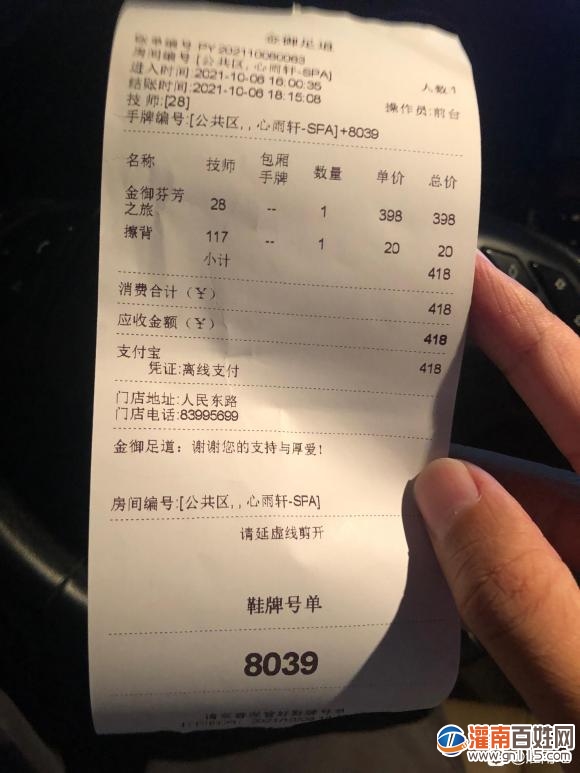 金御足道
账单编号 PY202110060063
房间编号 [公共区,,心雨轩-SPA]
进入时间:2021-10-06 16:00:35 人数:1
结账时间:2021-10-06 18:15:08 操作员:前台
技师:[28]
手牌编号:[公共区,,心雨轩-SPA]+8039
名称 技师 包厢手牌 数量 单价 总价
金御芬芳之旅 28 -- 1 398 398
擦背 117 -- 1 20 20
小计 418
消费合计(大) 418
应收金额(大) 418
支付宝 418
凭证:离线支付
门店地址:人民东路
门店电话:83995699
金御足道:谢谢您的支持与厚爱!
房间编号:[公共区,,心雨轩-SPA]
请延虚线剪开
鞋牌号单
8039
灌南百姓网
www.gn115.com